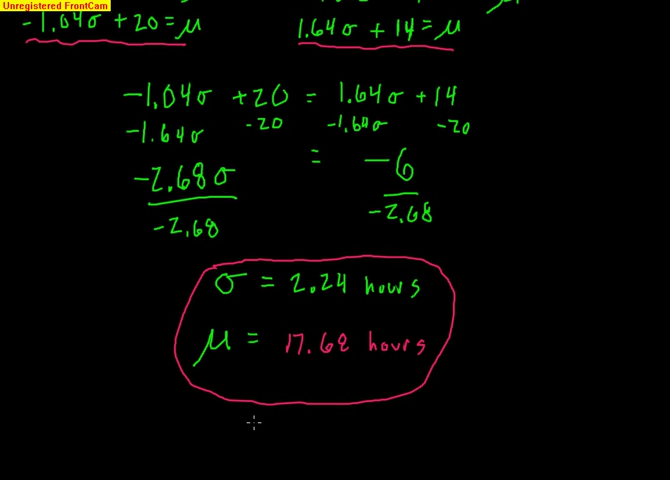 Unregistered FrontCam
-1.04σ + 20 = μ 1.64σ + 14 = μ
-1.04σ + 20 = 1.64σ + 14
-1.64σ -20 -1.64σ -20
-2.68σ = -6
-2.68 -2.68
σ = 2.24 hours
μ = 17.68 hours